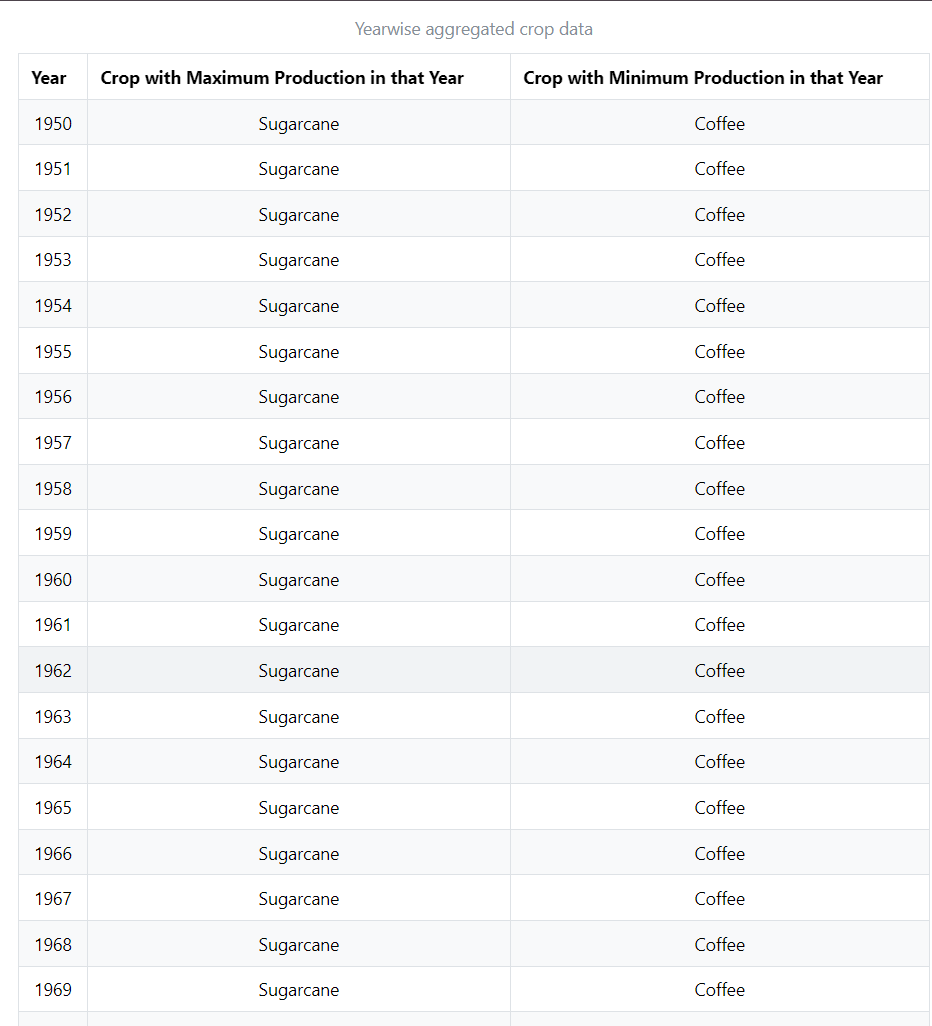 Yearwise aggregated crop data
Year Crop with Maximum Production in that Year Crop with Minimum Production in that Year
1950 Sugarcane Coffee
1951 Sugarcane Coffee
1952 Sugarcane Coffee
1953 Sugarcane Coffee
1954 Sugarcane Coffee
1955 Sugarcane Coffee
1956 Sugarcane Coffee
1957 Sugarcane Coffee
1958 Sugarcane Coffee
1959 Sugarcane Coffee
1960 Sugarcane Coffee
1961 Sugarcane Coffee
1962 Sugarcane Coffee
1963 Sugarcane Coffee
1964 Sugarcane Coffee
1965 Sugarcane Coffee
1966 Sugarcane Coffee
1967 Sugarcane Coffee
1968 Sugarcane Coffee
1969 Sugarcane Coffee